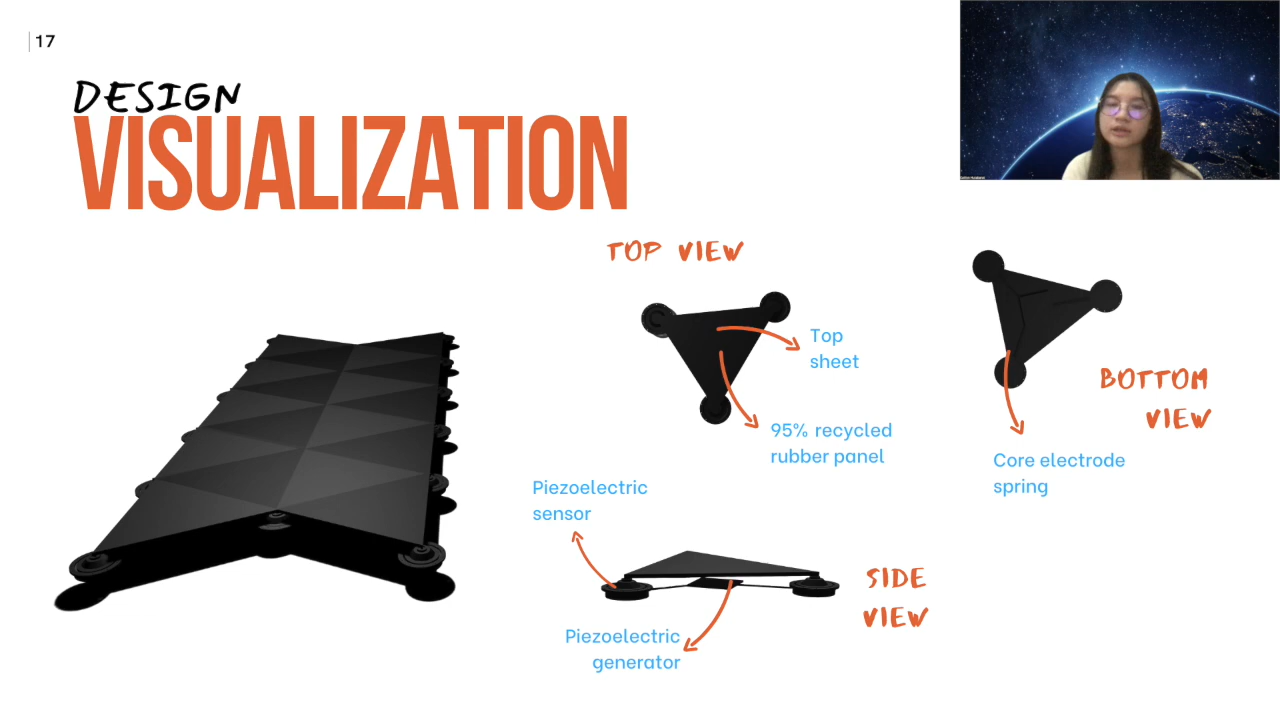 17
DESIGN
VISUALIZATION
TOP VIEW
Top
sheet
95% recycled
rubber panel
BOTTOM
VIEW
Core electrode
spring
Piezoelectric
sensor
SIDE
VIEW
Piezoelectric
generator